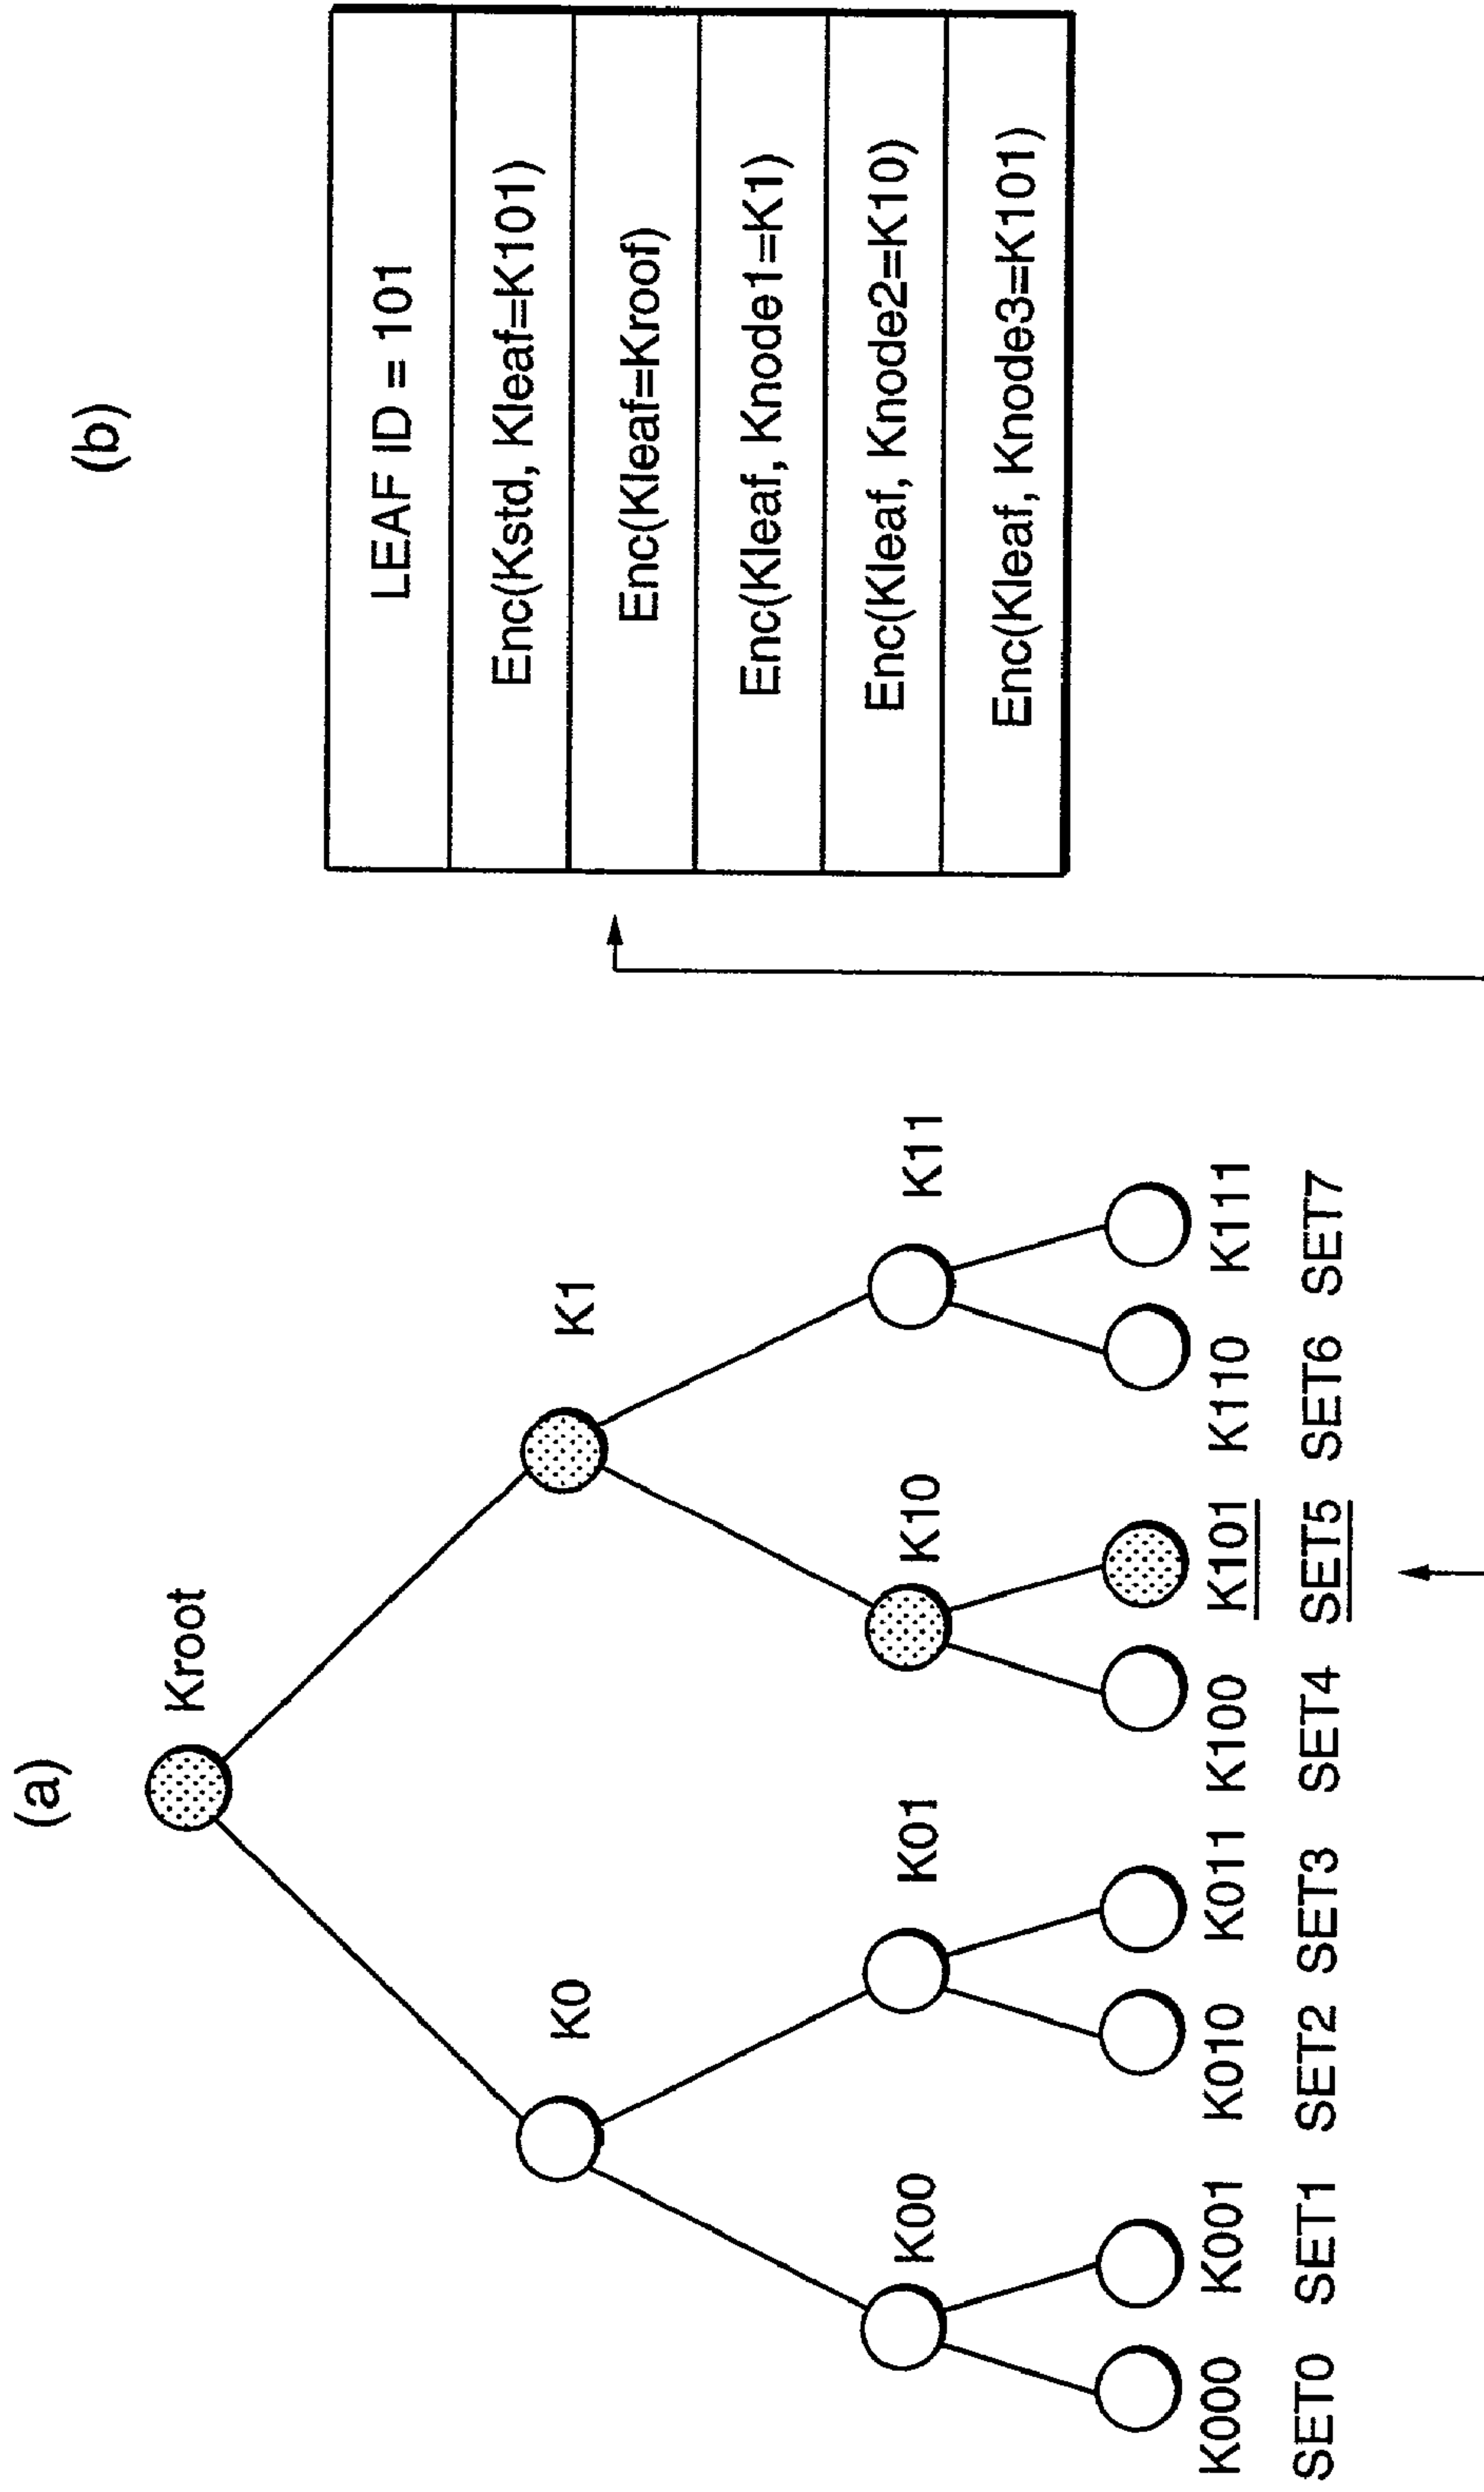 (a)
Kroot
K0
K1
K00
K01
K10
K11
K000 K001 K010 K011 K100 K101 K110 K111
SET0 SET1 SET2 SET3 SET4 SET5 SET6 SET7
(b)
LEAF ID = 101
Enc(Kstd, Kleaf=K101)
Enc(Kleaf=Kroof)
Enc(Kleaf, Knode1=K1)
Enc(Kleaf, Knode2=K10)
Enc(Kleaf, Knode3=K101)